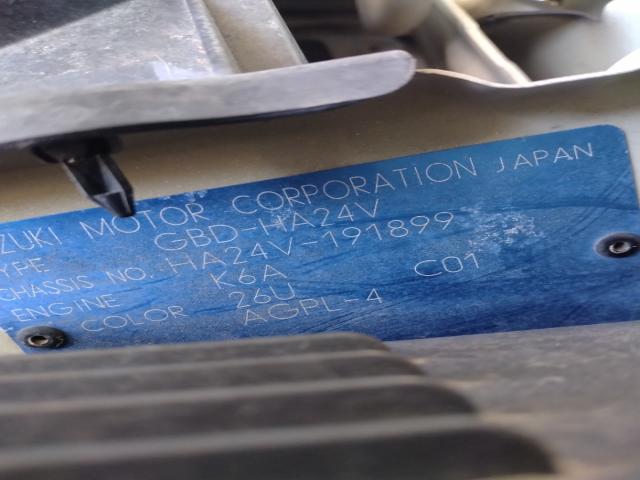 ZUKI MOTOR CORPORATION JAPAN
YPE GBD-HA24V
CHASSIS NO. HA24V-191899
ENGINE K6A
COLOR 26U C01
AGPL-4